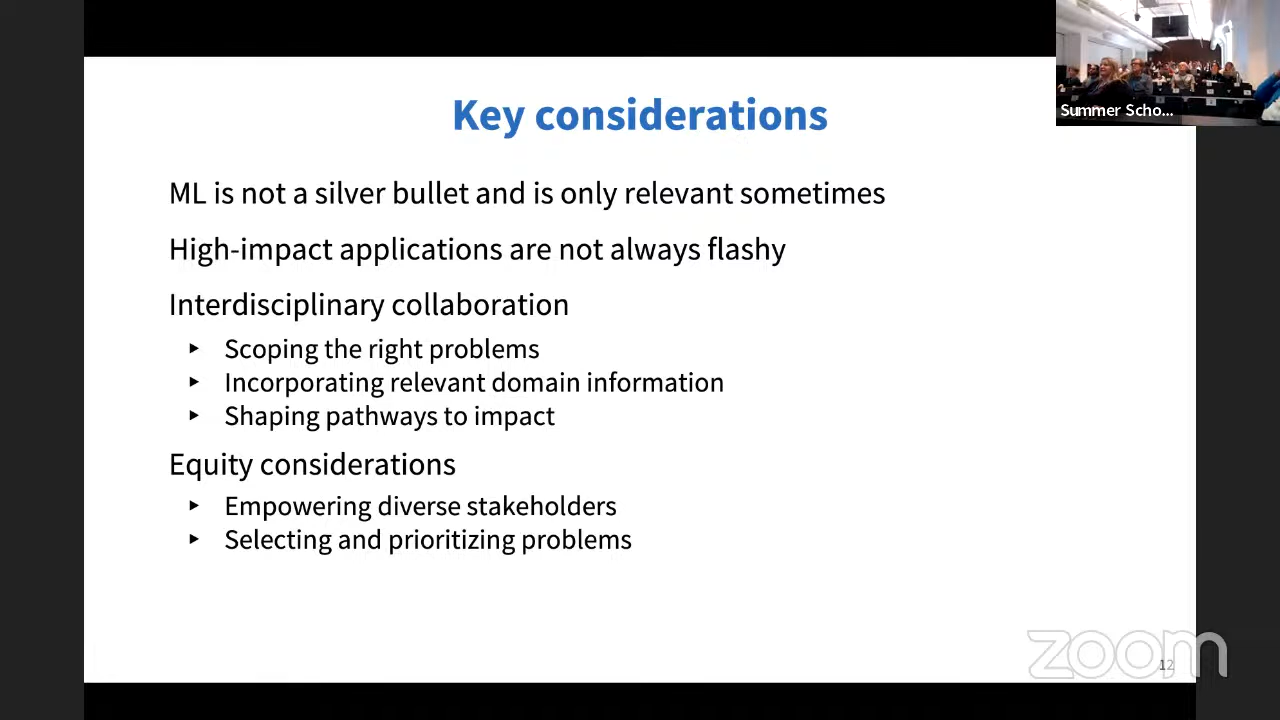 Key considerations
Summer Scho...
ML is not a silver bullet and is only relevant sometimes
High-impact applications are not always flashy
Interdisciplinary collaboration
‣ Scoping the right problems
‣ Incorporating relevant domain information
‣ Shaping pathways to impact
Equity considerations
‣ Empowering diverse stakeholders
‣ Selecting and prioritizing problems
zoom
12